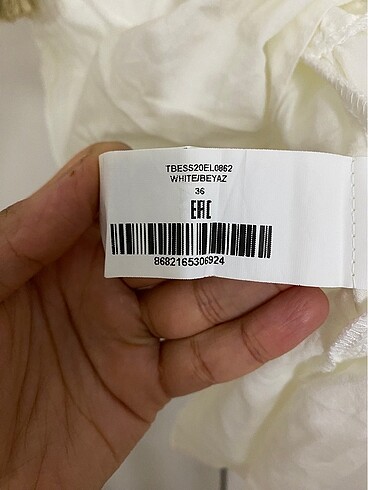 TBESS20EL0862
WHITE/BEYAZ
36
EAC
8682165306924